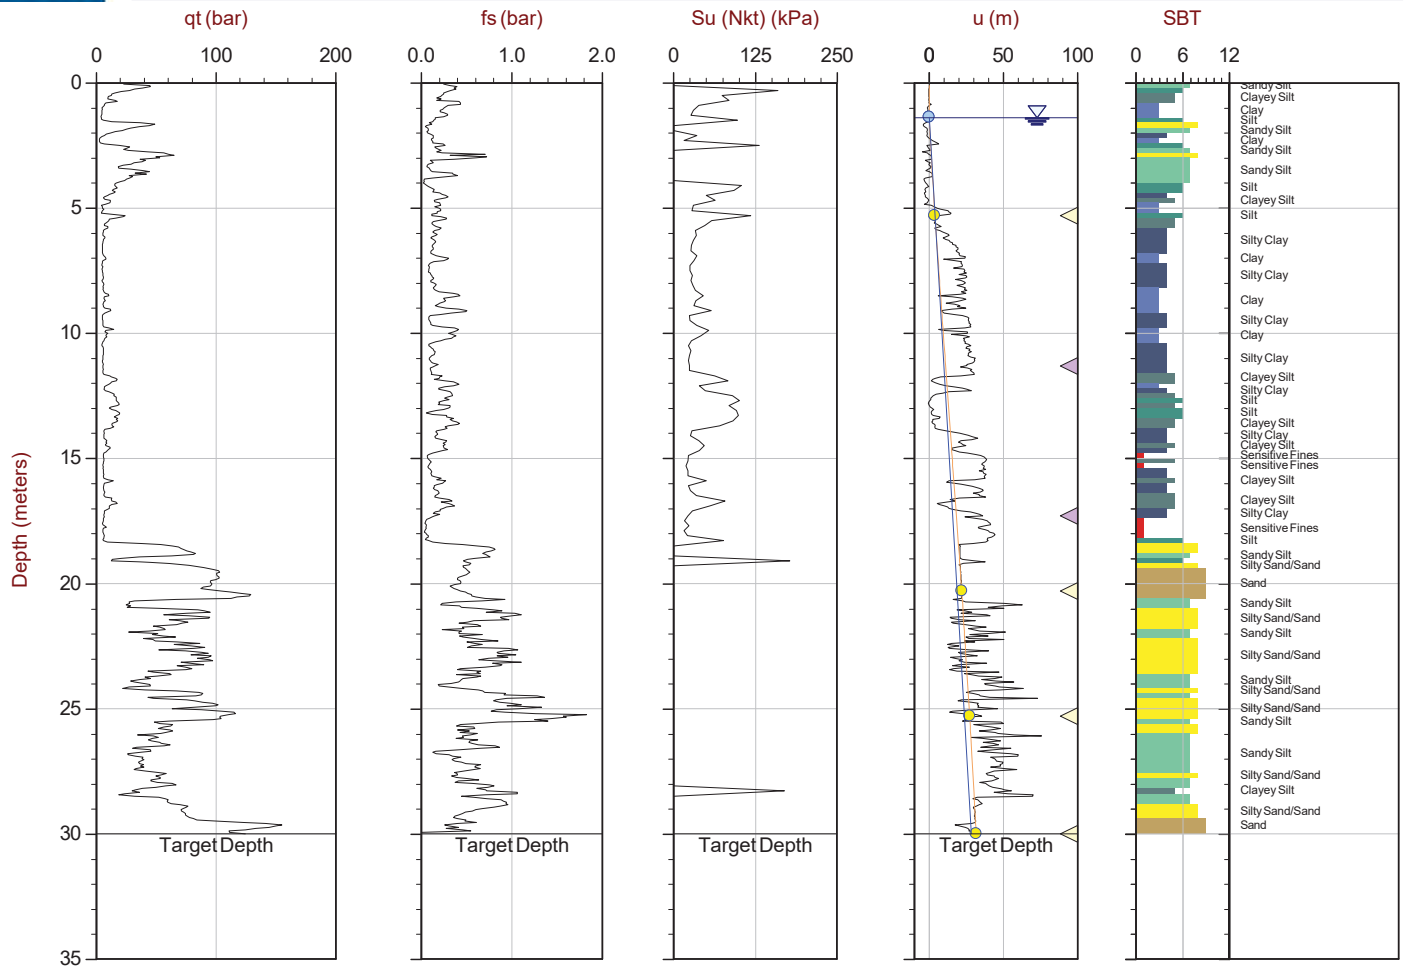 qt (bar) fs (bar) Su (Nkt) (kPa) u (m) SBT
0 100 200 0.0 1.0 2.0 0 125 250 0 50 100 0 6 12
0
5
10
15
20
25
30
35
Depth (meters)
Target Depth Target Depth Target Depth Target Depth
Sandy Silt
Clayey Silt
Clay
Silt
Sandy Silt
Clay
Sandy Silt
Sandy Silt
Silt
Clayey Silt
Silt
Silty Clay
Clay
Silty Clay
Clay
Silty Clay
Clay
Silty Clay
Clayey Silt
Silty Clay
Silt
Silt
Clayey Silt
Silty Clay
Clayey Silt
Sensitive Fines
Sensitive Fines
Clayey Silt
Clayey Silt
Silty Clay
Sensitive Fines
Silt
Sandy Silt
Silty Sand/Sand
Sand
Sandy Silt
Silty Sand/Sand
Sandy Silt
Silty Sand/Sand
Sandy Silt
Silty Sand/Sand
Silty Sand/Sand
Sandy Silt
Sandy Silt
Silty Sand/Sand
Clayey Silt
Silty Sand/Sand
Sand